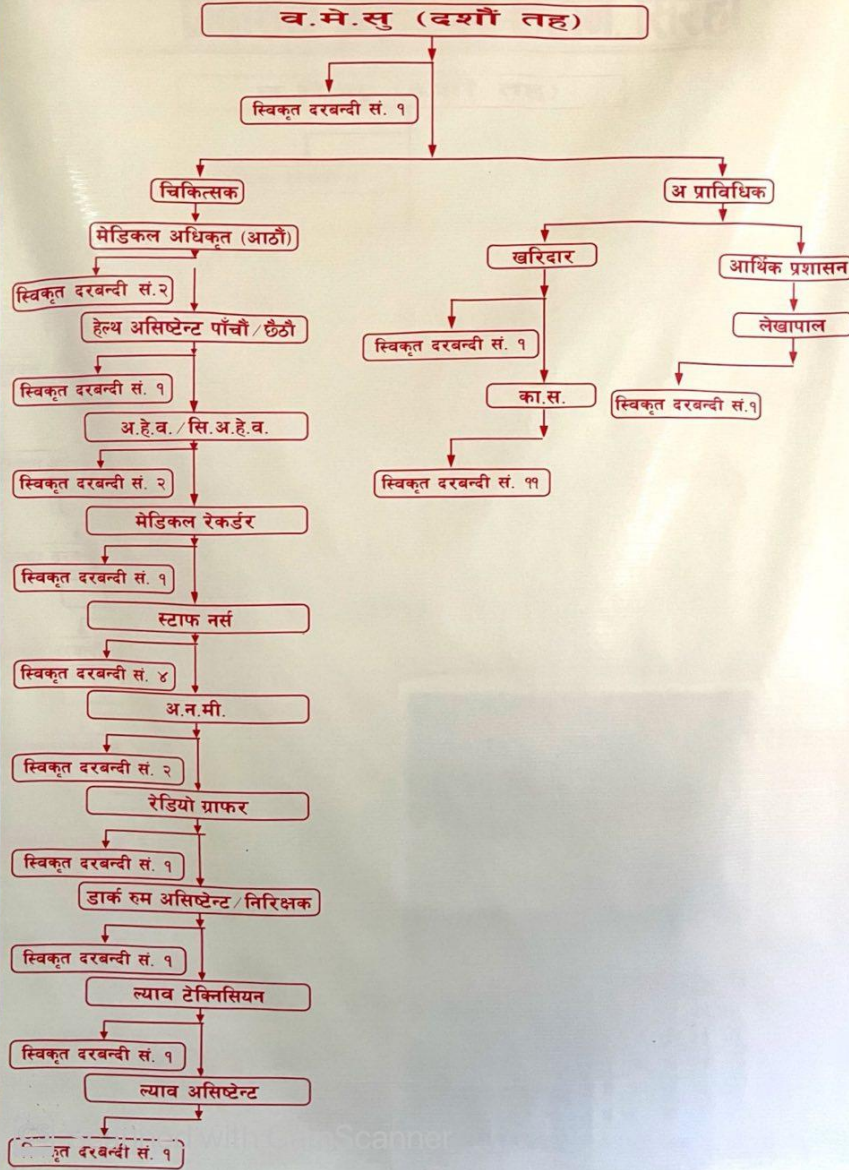 व.मे.सु (दशौं तह)
स्विकृत दरबन्दी सं. १
चिकित्सक
अ प्राविधिक
मेडिकल अधिकृत (आठौं)
स्विकृत दरबन्दी सं.२
हेल्थ असिष्टेन्ट पाँचौं/छैठौ
स्विकृत दरबन्दी सं. १
अ.हे.व./सि.अ.हे.व.
स्विकृत दरबन्दी सं. २
मेडिकल रेकर्डर
स्विकृत दरबन्दी सं. १
स्टाफ नर्स
स्विकृत दरबन्दी सं. ४
अ.न.मी.
स्विकृत दरबन्दी सं. २
रेडियो ग्राफर
स्विकृत दरबन्दी सं. १
डार्क रुम असिष्टेन्ट/निरिक्षक
स्विकृत दरबन्दी सं. १
ल्याव टेक्निसियन
स्विकृत दरबन्दी सं. १
ल्याव असिष्टेन्ट
दरबन्दी सं. १
खरिदार
स्विकृत दरबन्दी सं. १
का.स.
स्विकृत दरबन्दी सं. ११
आर्थिक प्रशासन
लेखापाल
स्विकृत दरबन्दी सं.१